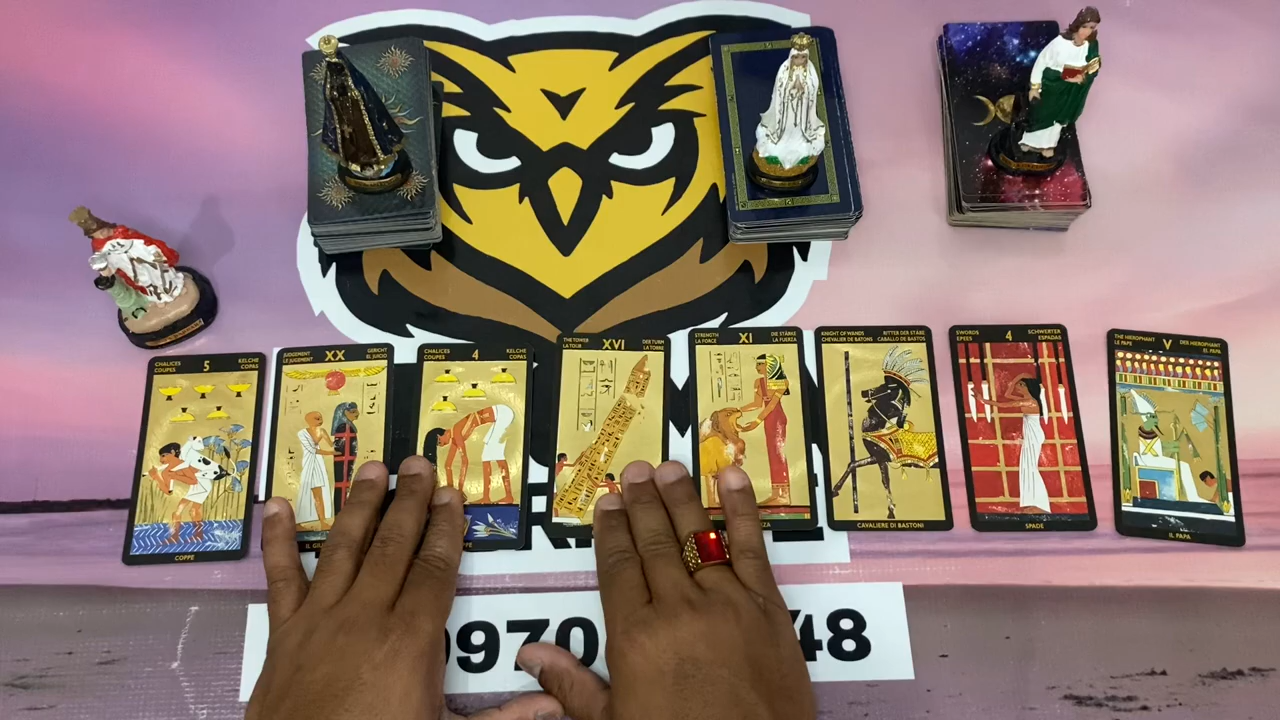 CHALICES 5 KELCHE
COUPES COPAS
COPPE
JUDGEMENT XX GERICHT
LE JUGEMENT EL JUICIO
CHALICES 4 KELCHE
COUPES COPAS
THE TOWER XVI DER TURM
LA TOUR LA TORRE
STRENGTH XI DIE STÄRKE
LA FORCE LA FUERZA
KNIGHT OF WANDS RITTER DER STÄBE
CHEVALIER DE BATONS CABALLO DE BASTOS
CAVALIERE DI BASTONI
SWORDS 4 SCHWERTER
EPEES ESPADAS
SPADE
THE HIEROPHANT V DER HIEROPHANT
LE PAPE EL PAPA
IL PAPA
0970
48